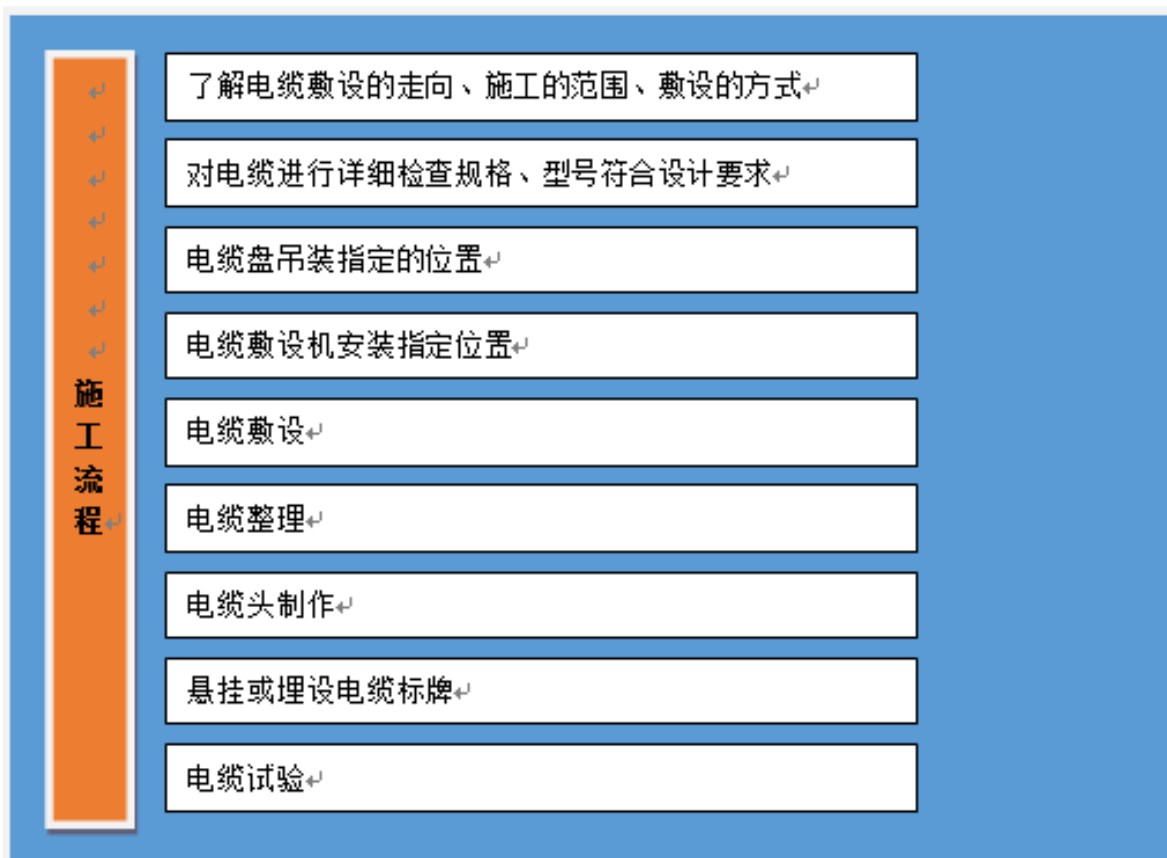 施工流程
了解电缆敷设的走向、施工的范围、敷设的方式
对电缆进行详细检查规格、型号符合设计要求
电缆盘吊装指定的位置
电缆敷设机安装指定位置
电缆敷设
电缆整理
电缆头制作
悬挂或埋设电缆标牌
电缆试验